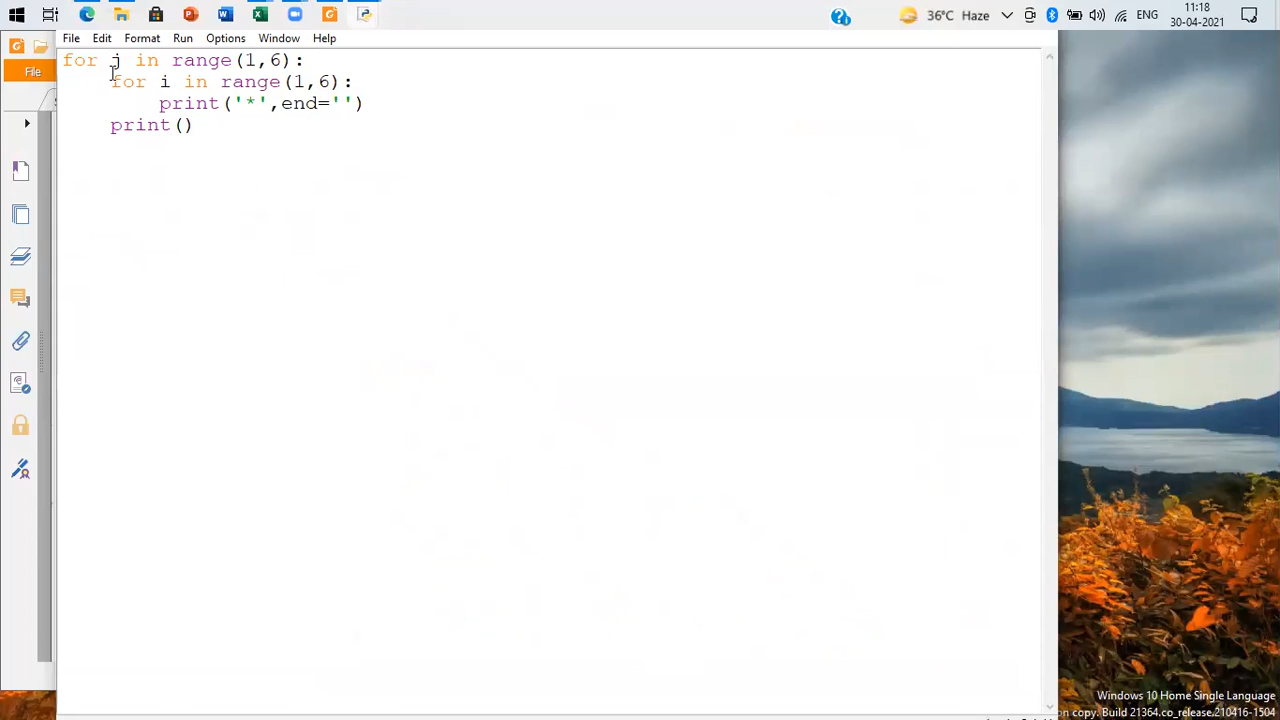 11:18
36°C Haze ENG
30-04-2021
File Edit Format Run Options Window Help
File
for j in range(1,6):
    for i in range(1,6):
        print('*',end='')
    print()
Windows 10 Home Single Language
on copy. Build 21364.co_release.210416-1504